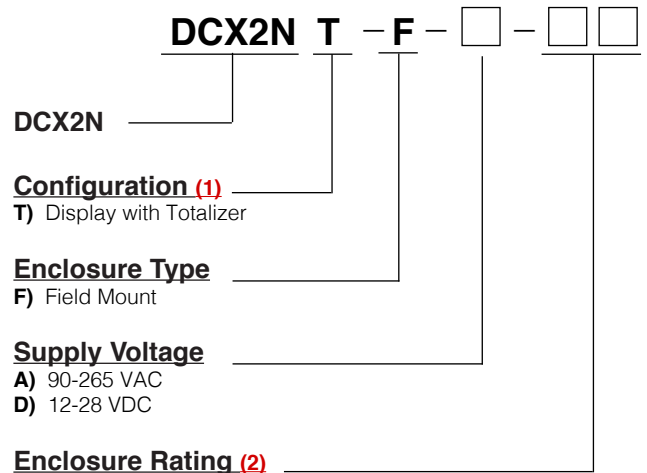 DCX2N T – F – □ – □ □
DCX2N
Configuration (1)
T) Display with Totalizer
Enclosure Type
F) Field Mount
Supply Voltage
A) 90-265 VAC
D) 12-28 VDC
Enclosure Rating (2)